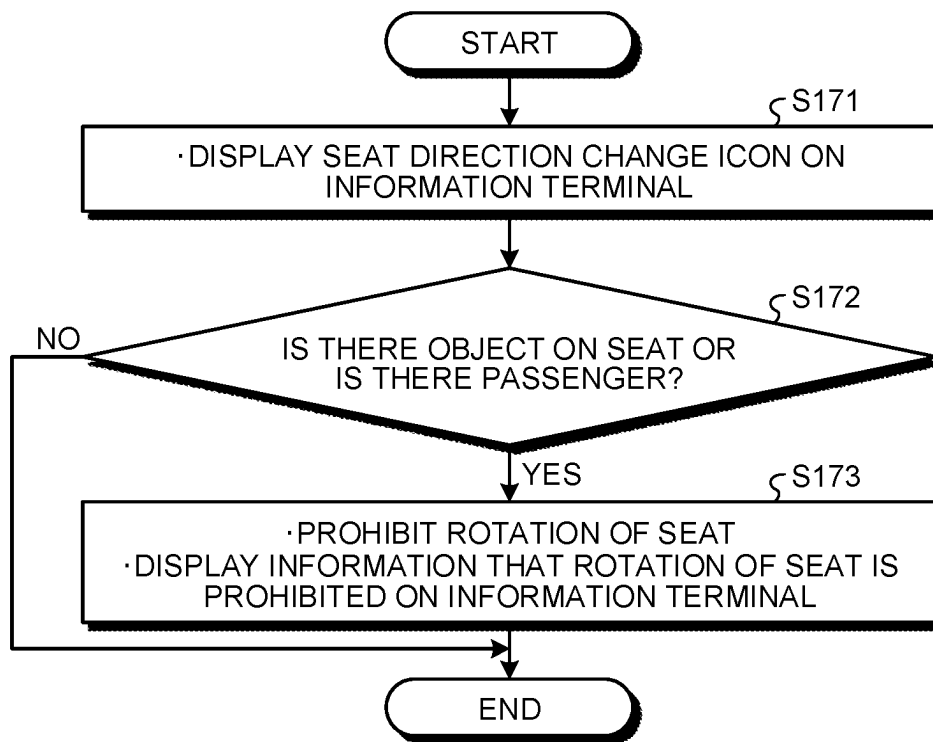 START
S171
·DISPLAY SEAT DIRECTION CHANGE ICON ON
INFORMATION TERMINAL
S172
NO
IS THERE OBJECT ON SEAT OR
IS THERE PASSENGER?
YES
S173
·PROHIBIT ROTATION OF SEAT
·DISPLAY INFORMATION THAT ROTATION OF SEAT IS
PROHIBITED ON INFORMATION TERMINAL
END